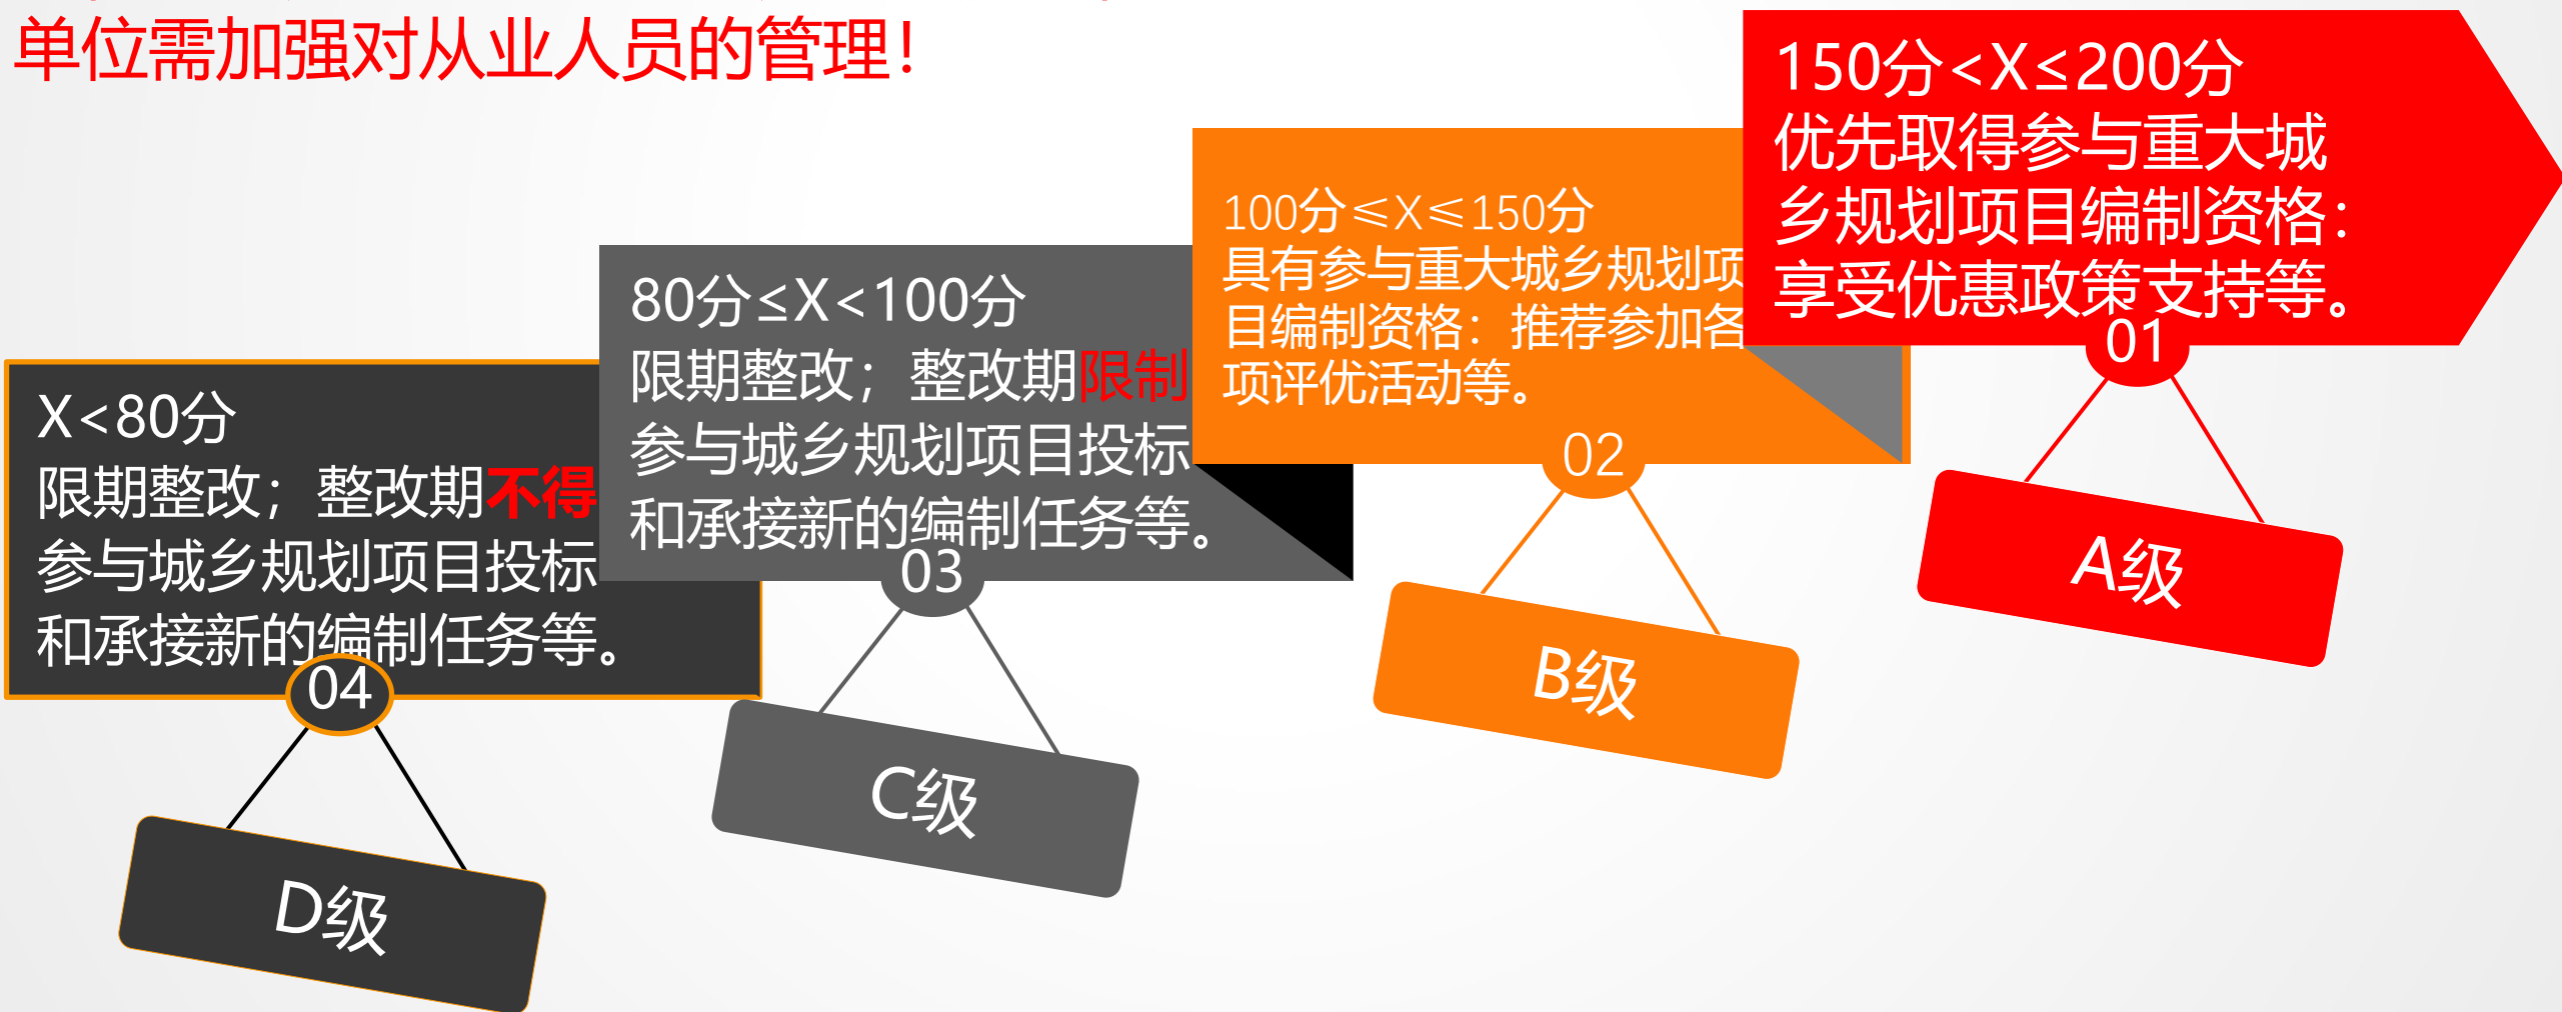 单位需加强对从业人员的管理！
150分<X≤200分
优先取得参与重大城
乡规划项目编制资格：
享受优惠政策支持等。
01
A级
100分≤X≤150分
具有参与重大城乡规划项
目编制资格：推荐参加各
项评优活动等。
02
B级
80分≤X<100分
限期整改；整改期限制
参与城乡规划项目投标
和承接新的编制任务等。
03
C级
X<80分
限期整改；整改期不得
参与城乡规划项目投标
和承接新的编制任务等。
04
D级